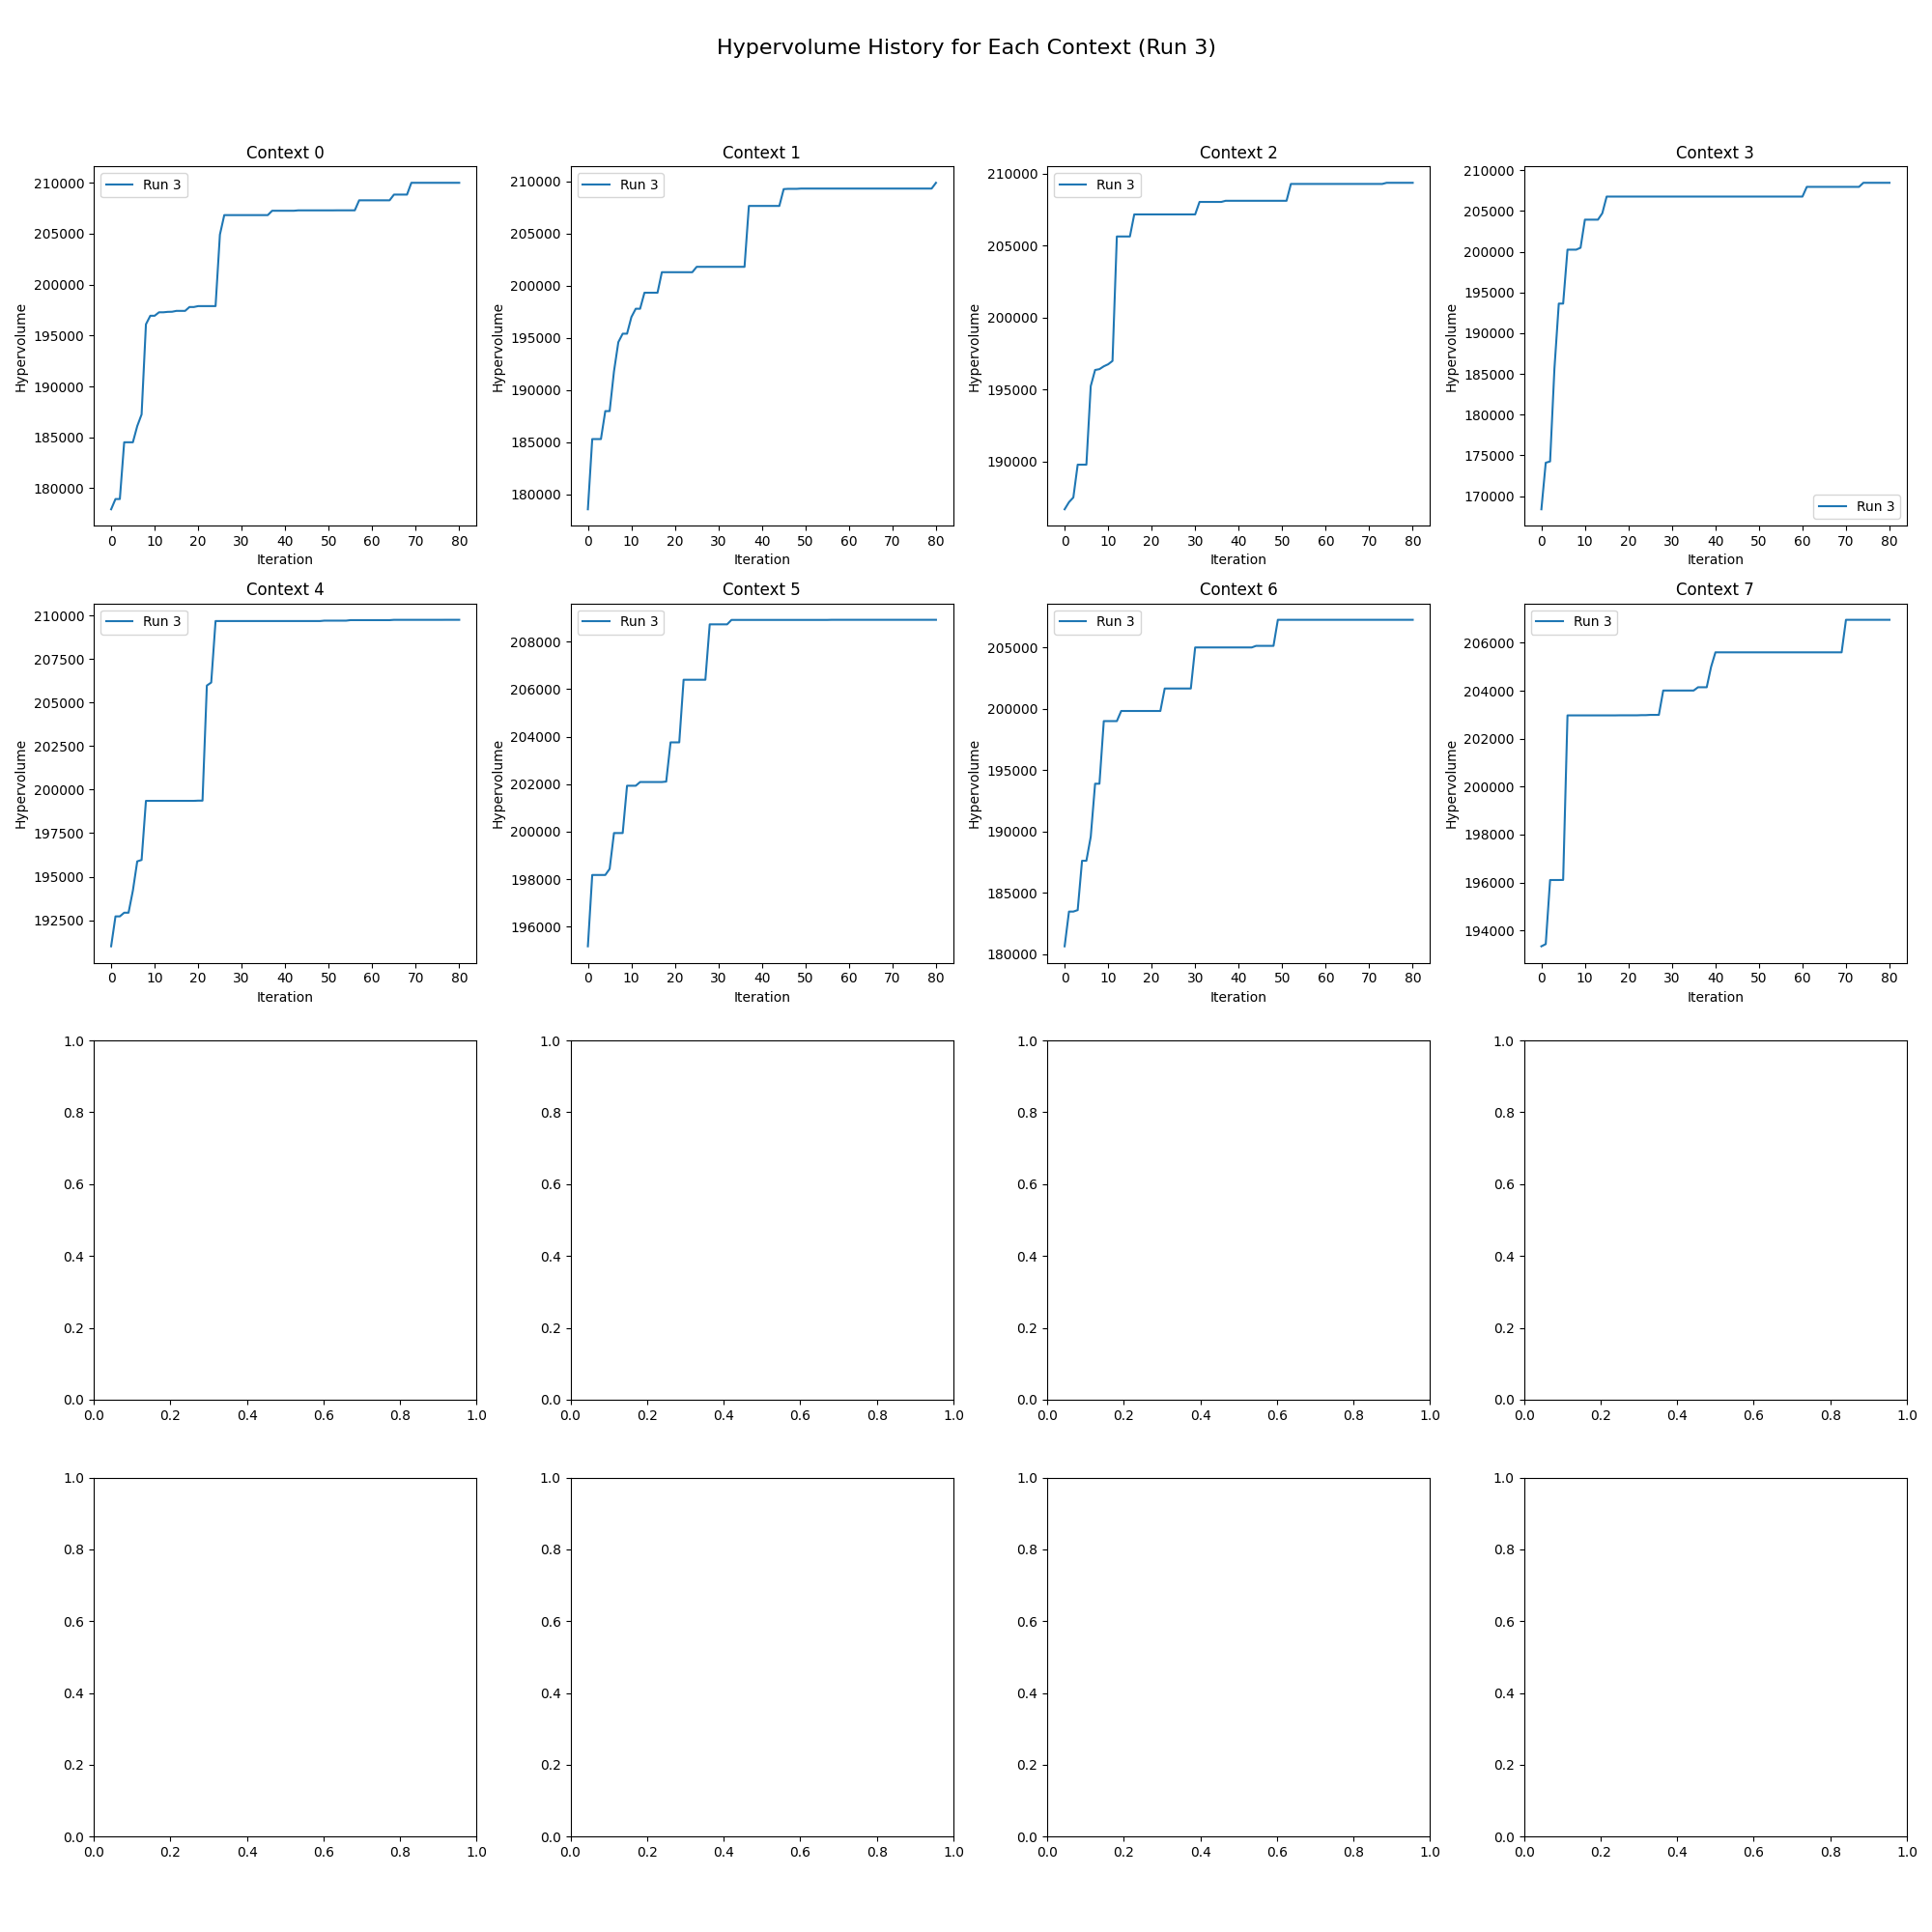 Hypervolume History for Each Context (Run 3)
Context 0
Hypervolume
210000
205000
200000
195000
190000
185000
180000
Run 3
0 10 20 30 40 50 60 70 80
Iteration
Context 1
Hypervolume
210000
205000
200000
195000
190000
185000
180000
Run 3
0 10 20 30 40 50 60 70 80
Iteration
Context 2
Hypervolume
210000
205000
200000
195000
190000
Run 3
0 10 20 30 40 50 60 70 80
Iteration
Context 3
Hypervolume
210000
205000
200000
195000
190000
185000
180000
175000
170000
Run 3
0 10 20 30 40 50 60 70 80
Iteration
Context 4
Hypervolume
210000
207500
205000
202500
200000
197500
195000
192500
Run 3
0 10 20 30 40 50 60 70 80
Iteration
Context 5
Hypervolume
208000
206000
204000
202000
200000
198000
196000
Run 3
0 10 20 30 40 50 60 70 80
Iteration
Context 6
Hypervolume
205000
200000
195000
190000
185000
180000
Run 3
0 10 20 30 40 50 60 70 80
Iteration
Context 7
Hypervolume
206000
204000
202000
200000
198000
196000
194000
Run 3
0 10 20 30 40 50 60 70 80
Iteration
1.0
0.8
0.6
0.4
0.2
0.0
0.0 0.2 0.4 0.6 0.8 1.0
1.0
0.8
0.6
0.4
0.2
0.0
0.0 0.2 0.4 0.6 0.8 1.0
1.0
0.8
0.6
0.4
0.2
0.0
0.0 0.2 0.4 0.6 0.8 1.0
1.0
0.8
0.6
0.4
0.2
0.0
0.0 0.2 0.4 0.6 0.8 1.0
1.0
0.8
0.6
0.4
0.2
0.0
0.0 0.2 0.4 0.6 0.8 1.0
1.0
0.8
0.6
0.4
0.2
0.0
0.0 0.2 0.4 0.6 0.8 1.0
1.0
0.8
0.6
0.4
0.2
0.0
0.0 0.2 0.4 0.6 0.8 1.0
1.0
0.8
0.6
0.4
0.2
0.0
0.0 0.2 0.4 0.6 0.8 1.0